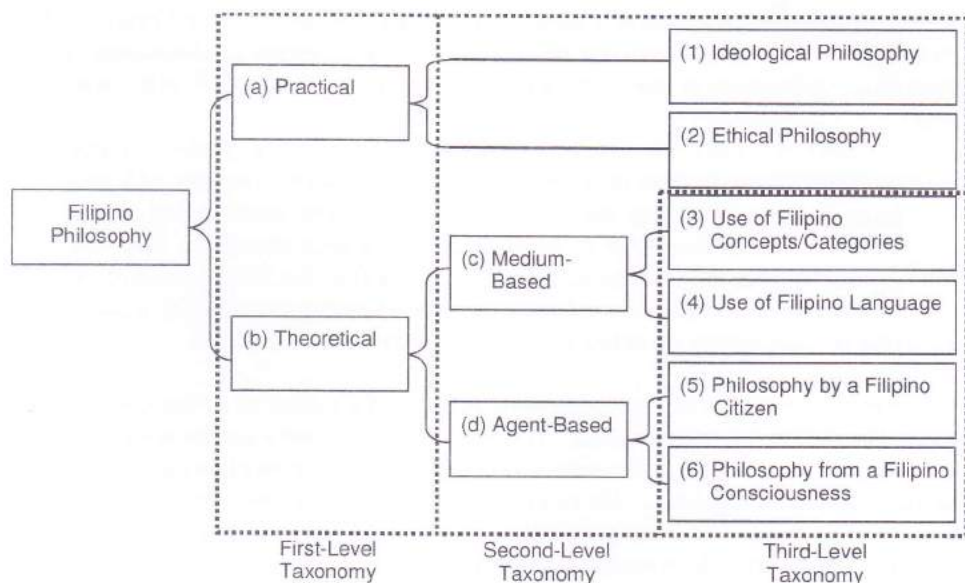 (1) Ideological Philosophy
(a) Practical
(2) Ethical Philosophy
Filipino
Philosophy
(3) Use of Filipino
Concepts/Categories
(c) Medium-
Based
(4) Use of Filipino Language
(b) Theoretical
(5) Philosophy by a Filipino
Citizen
(d) Agent-Based
(6) Philosophy from a Filipino
Consciousness
First-Level
Taxonomy
Second-Level
Taxonomy
Third-Level
Taxonomy